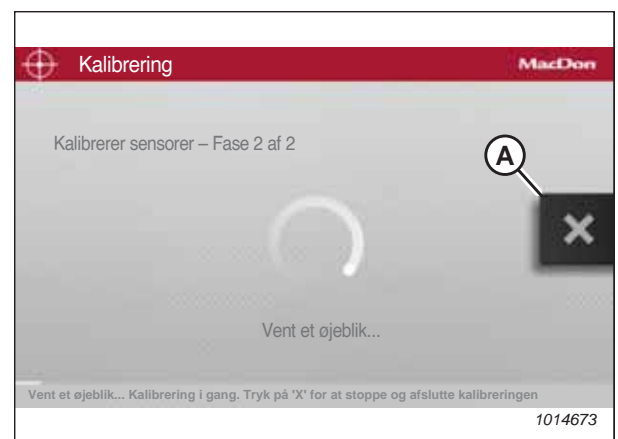 Kalibrering
MacDon
Kalibrerer sensorer – Fase 2 af 2
A
Vent et øjeblik...
Vent et øjeblik... Kalibrering i gang. Tryk på 'X' for at stoppe og afslutte kalibreringen
1014673